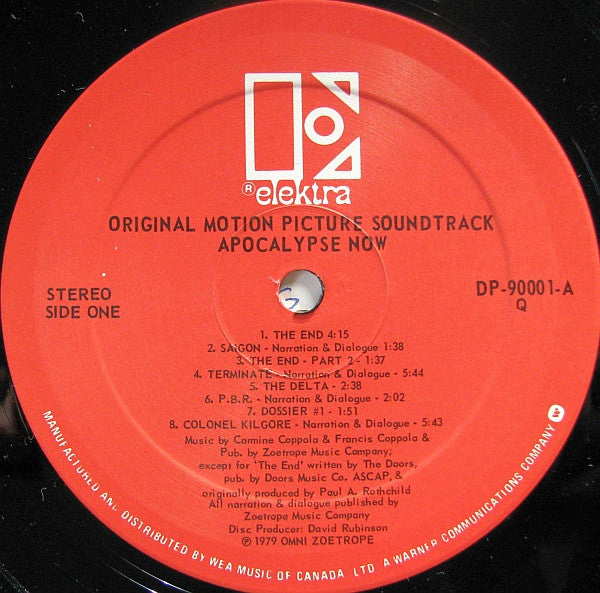 ® elektra
ORIGINAL MOTION PICTURE SOUNDTRACK
APOCALYPSE NOW
STEREO
SIDE ONE
DP-90001-A
Q
1. THE END 4:15
2. SAIGON - Narration & Dialogue 1:38
3. THE END - PART 2 - 1:37
4. TERMINATE - Narration & Dialogue - 5:44
5. THE DELTA - 2:38
6. P.B.R. - Narration & Dialogue - 2:02
7. DOSSIER #1 - 1:51
8. COLONEL KILGORE - Narration & Dialogue - 5:43
Music by Carmine Coppola & Francis Coppola &
Pub. by Zoetrope Music Company;
except for 'The End' written by The Doors,
pub. by Doors Music Co. ASCAP, &
originally produced by Paul A. Rothchild
All narration & dialogue published by
Zoetrope Music Company
Disc Producer: David Rubinson
℗ 1979 OMNI ZOETROPE
MANUFACTURED AND DISTRIBUTED BY WEA MUSIC OF CANADA, LTD. A WARNER COMMUNICATIONS COMPANY